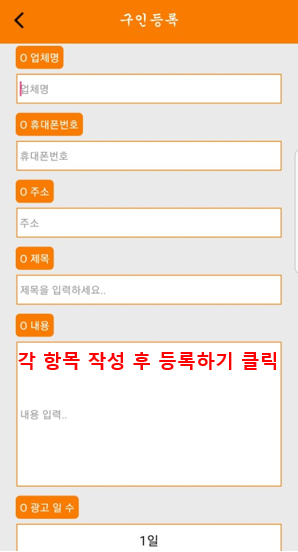 구인등록
O 업체명
업체명
O 휴대폰번호
휴대폰번호
O 주소
주소
O 제목
제목을 입력하세요..
O 내용
각 항목 작성 후 등록하기 클릭
내용 입력..
O 광고 일 수
1일